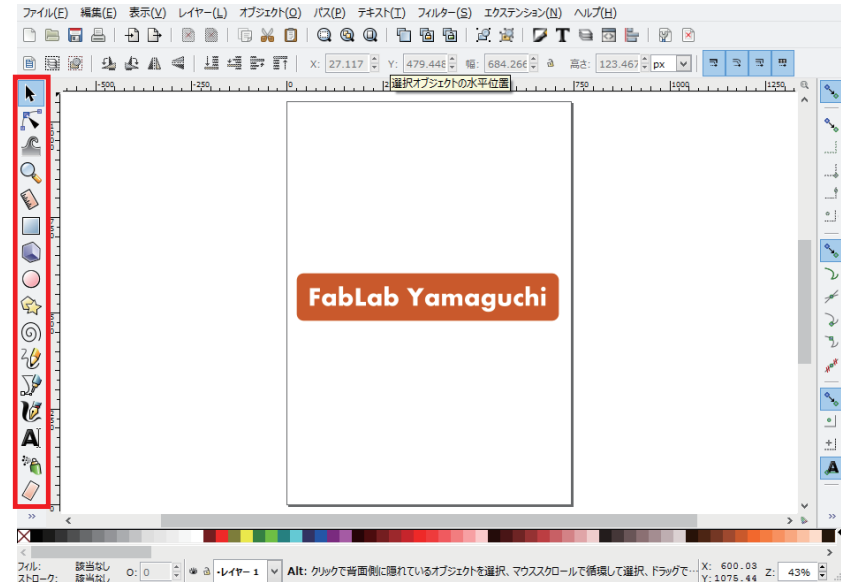 ファイル(F) 編集(E) 表示(V) レイヤー(L) オブジェクト(O) パス(P) テキスト(T) フィルター(S) エクステンション(N) ヘルプ(H)
X: 27.117 Y: 479.448 幅: 684.266 高さ: 123.467 px
選択オブジェクトの水平位置
-500 -250 0 750 1000 1250
FabLab Yamaguchi
フィル: 該当なし O: 0 レイヤー 1 Alt: クリックで背面側に隠れているオブジェクトを選択、マウススクロールで循環して選択、ドラッグで… X: 600.03 Z: 43%
ストローク: 該当なし Y: 1075.44